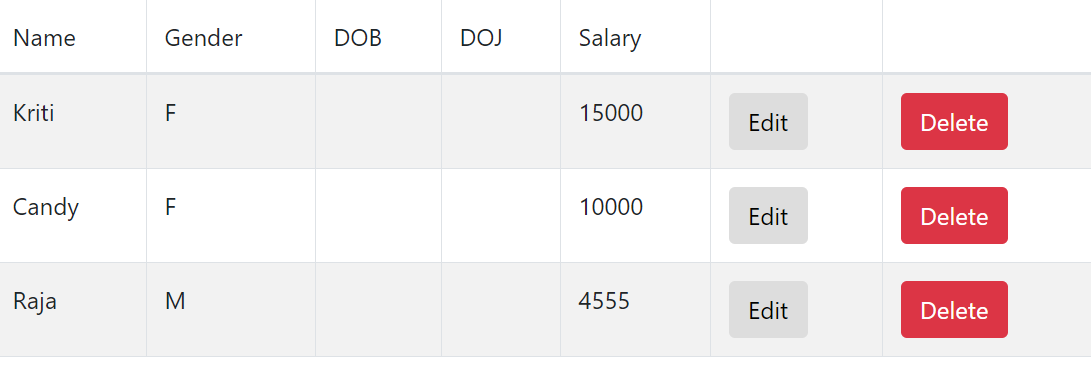 Name Gender DOB DOJ Salary
Kriti F 15000 Edit Delete
Candy F 10000 Edit Delete
Raja M 4555 Edit Delete